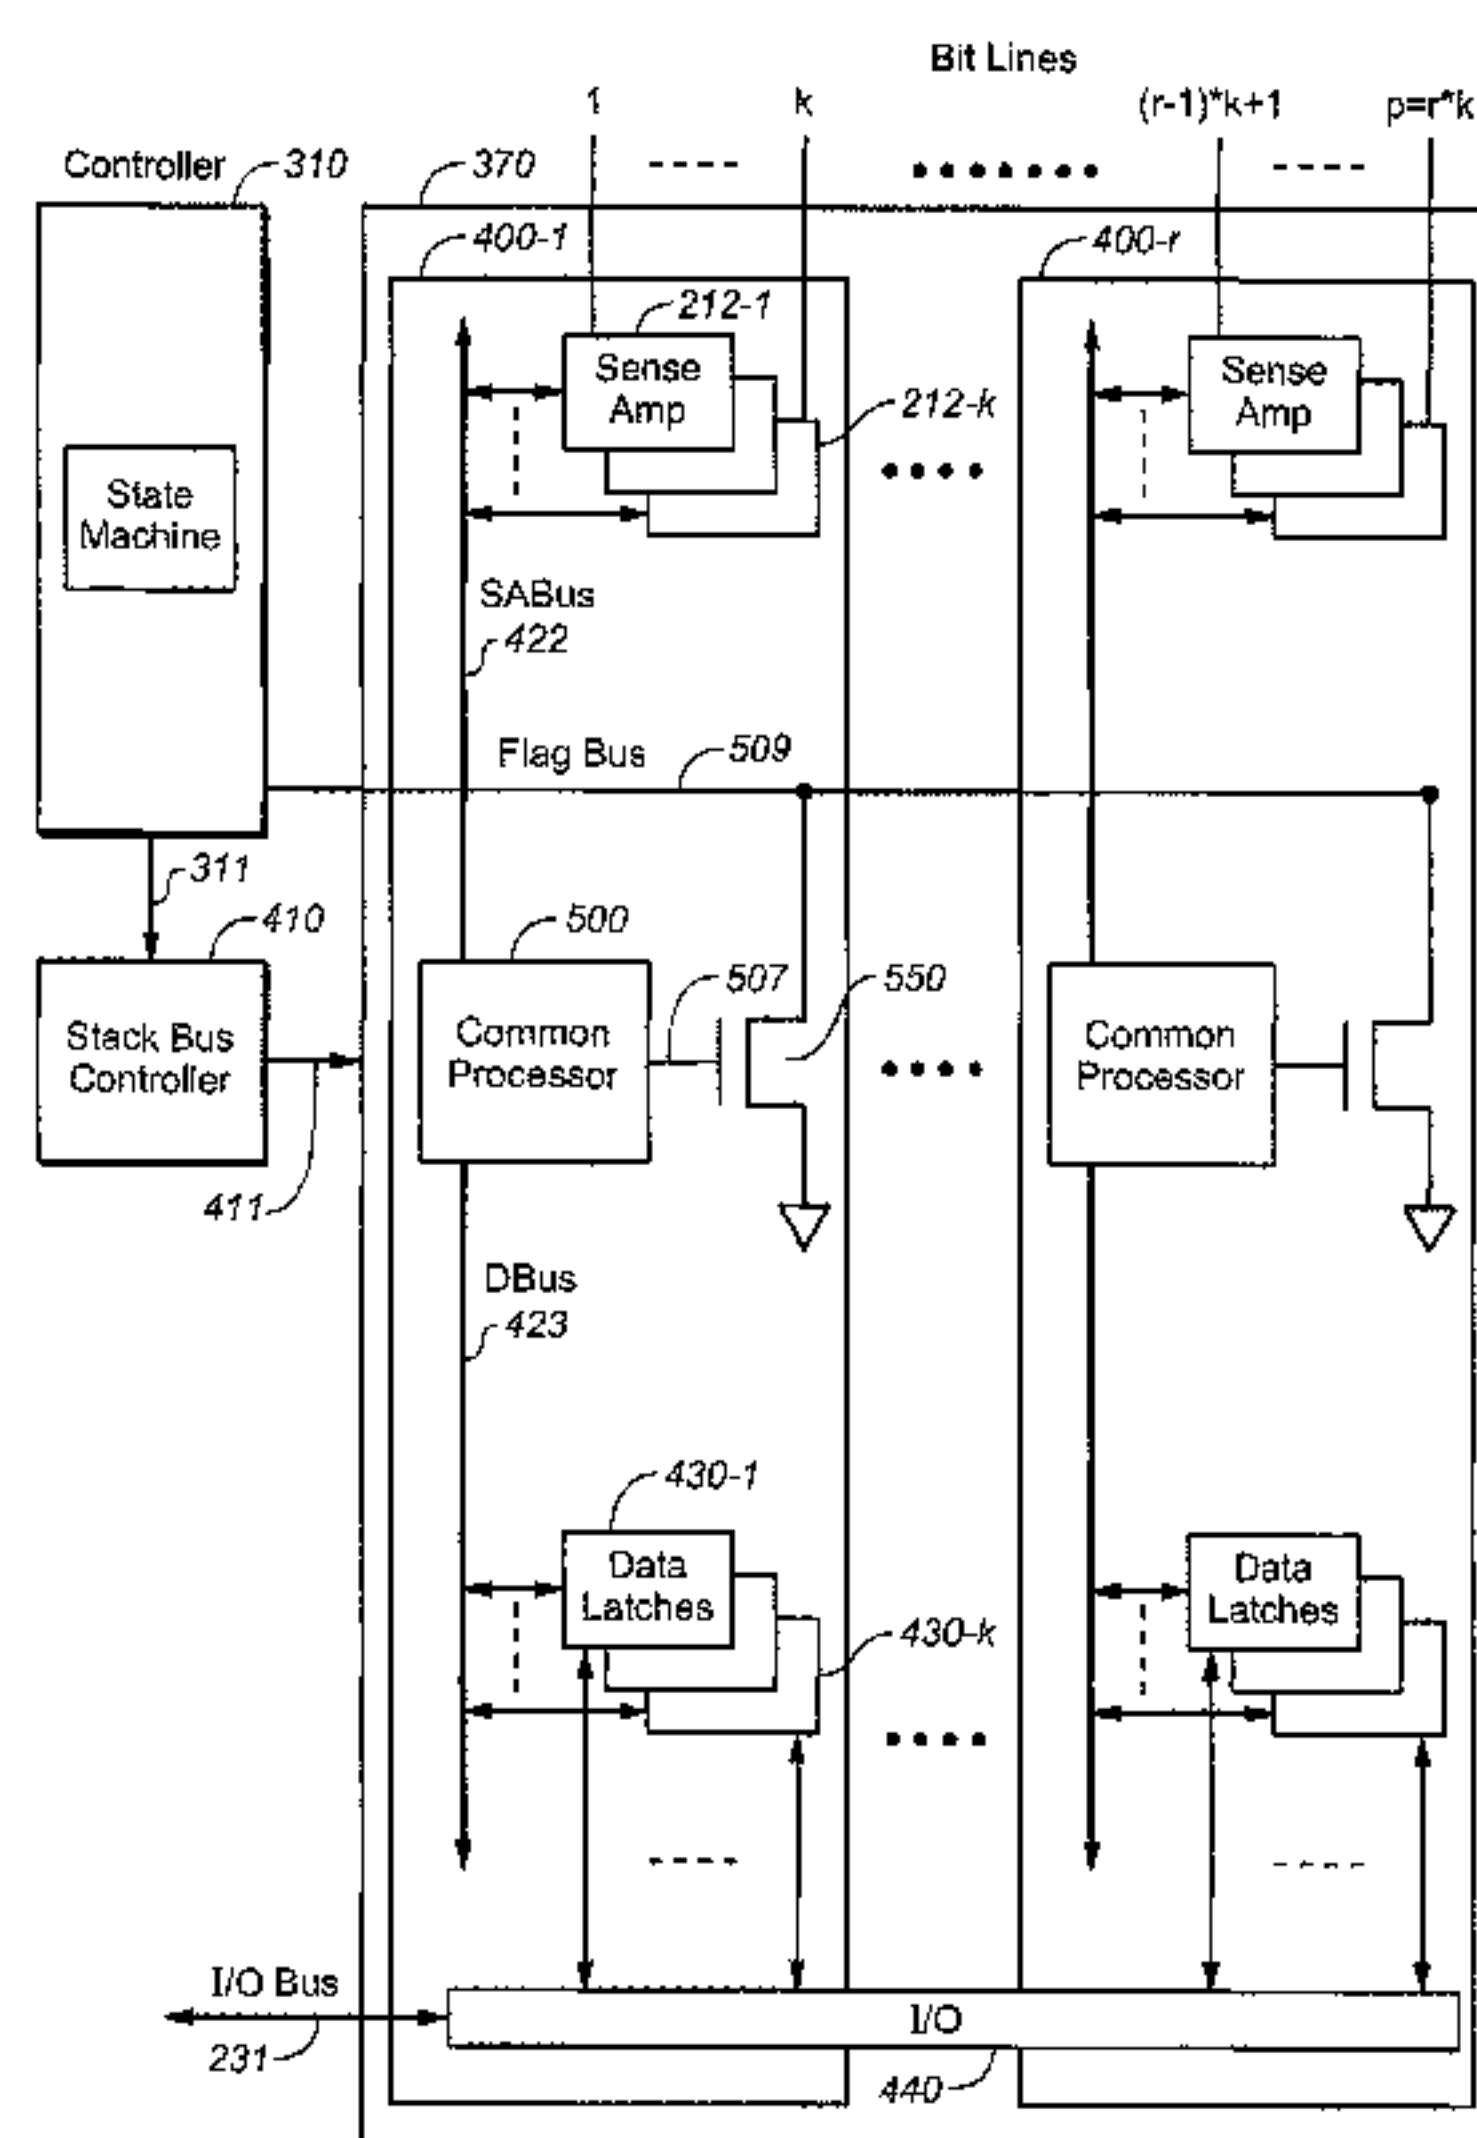 Bit Lines
1
k
(r-1)*k+1
p=r*k
Controller
310
370
400-1
400-r
212-1
Sense
Amp
212-k
Sense
Amp
State
Machine
SABus
422
Flag Bus
509
311
410
500
507
550
Stack Bus
Controller
Common
Processor
Common
Processor
411
DBus
423
430-1
Data
Latches
430-k
Data
Latches
I/O Bus
231
I/O
440